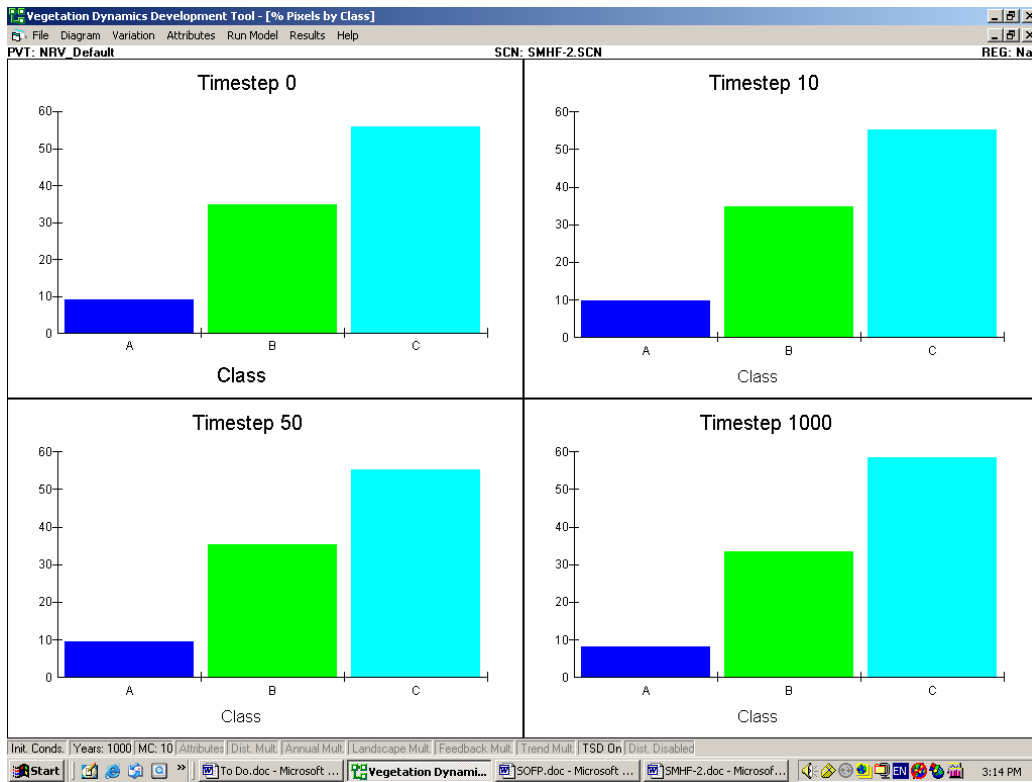 Vegetation Dynamics Development Tool - [% Pixels by Class]
File Diagram Variation Attributes Run Model Results Help
PVT: NRV_Default SCN: SMHF-2.SCN REG: Na
Timestep 0
60
50
40
30
20
10
0
A B C
Class
Timestep 10
60
50
40
30
20
10
0
A B C
Class
Timestep 50
60
50
40
30
20
10
0
A B C
Class
Timestep 1000
60
50
40
30
20
10
0
A B C
Class
Init. Conds. Years: 1000 MC: 10 Attributes Dist. Mult. Annual Mult. Landscape Mult. Feedback Mult. Trend Mult. TSD On Dist. Disabled
Start » To Do.doc - Microsoft ... Vegetation Dynami... SOFP.doc - Microsoft ... SMHF-2.doc - Microsof... EN 3:14 PM